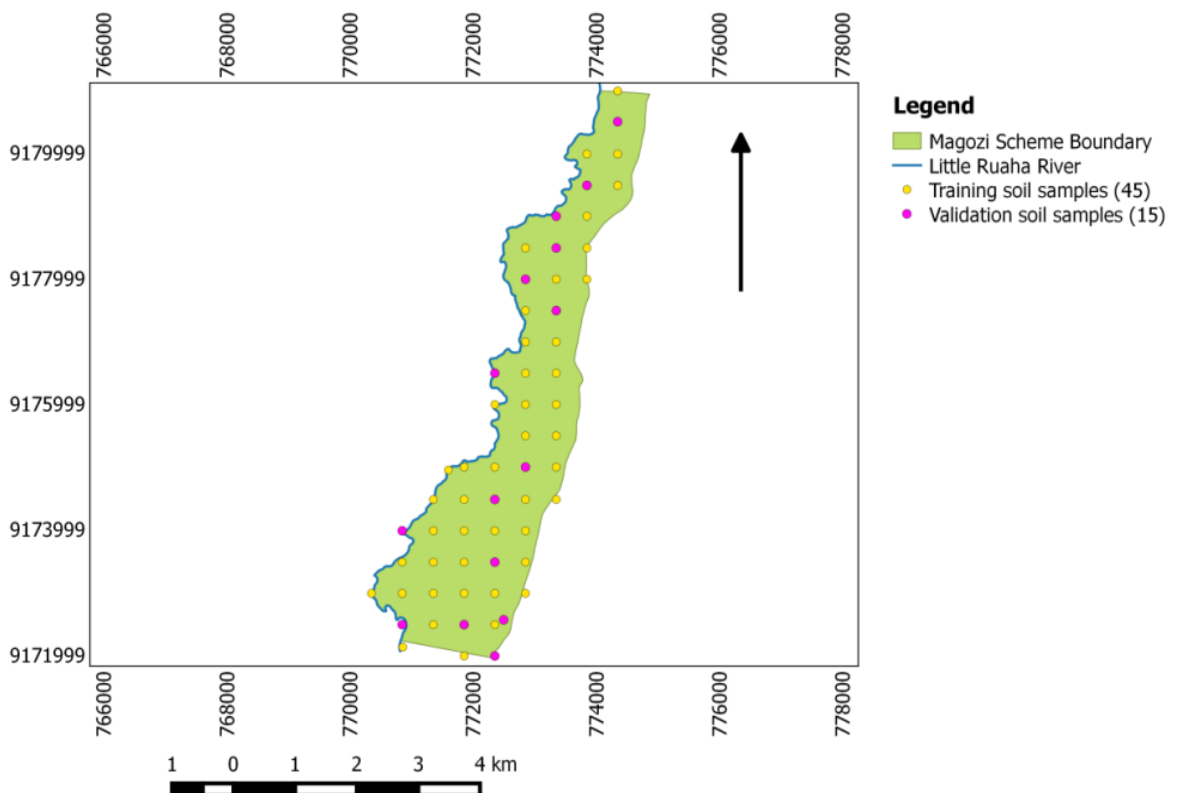 766000 768000 770000 772000 774000 776000 778000
Legend
Magozi Scheme Boundary
Little Ruaha River
Training soil samples (45)
Validation soil samples (15)
9179999
9177999
9175999
9173999
9171999
766000 768000 770000 772000 774000 776000 778000
1 0 1 2 3 4 km